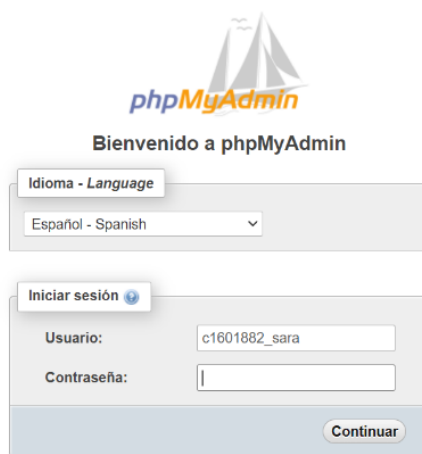 phpMyAdmin
Bienvenido a phpMyAdmin
Idioma - Language
Español - Spanish
Iniciar sesión
Usuario: c1601882_sara
Contraseña:
Continuar